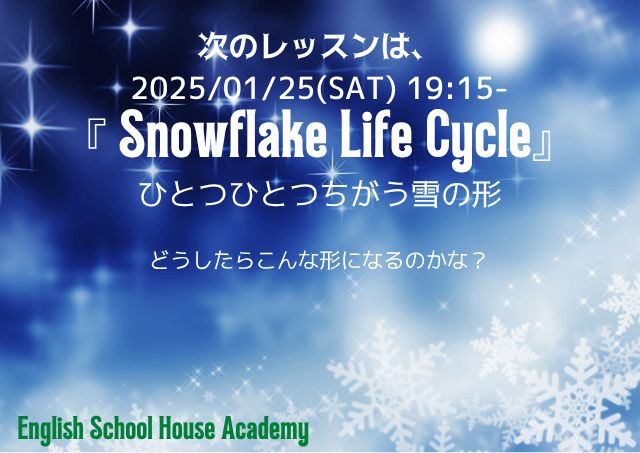 次のレッスンは、
2025/01/25(SAT) 19:15-
『 Snowflake Life Cycle』
ひとつひとつちがう雪の形
どうしたらこんな形になるのかな？
English School House Academy